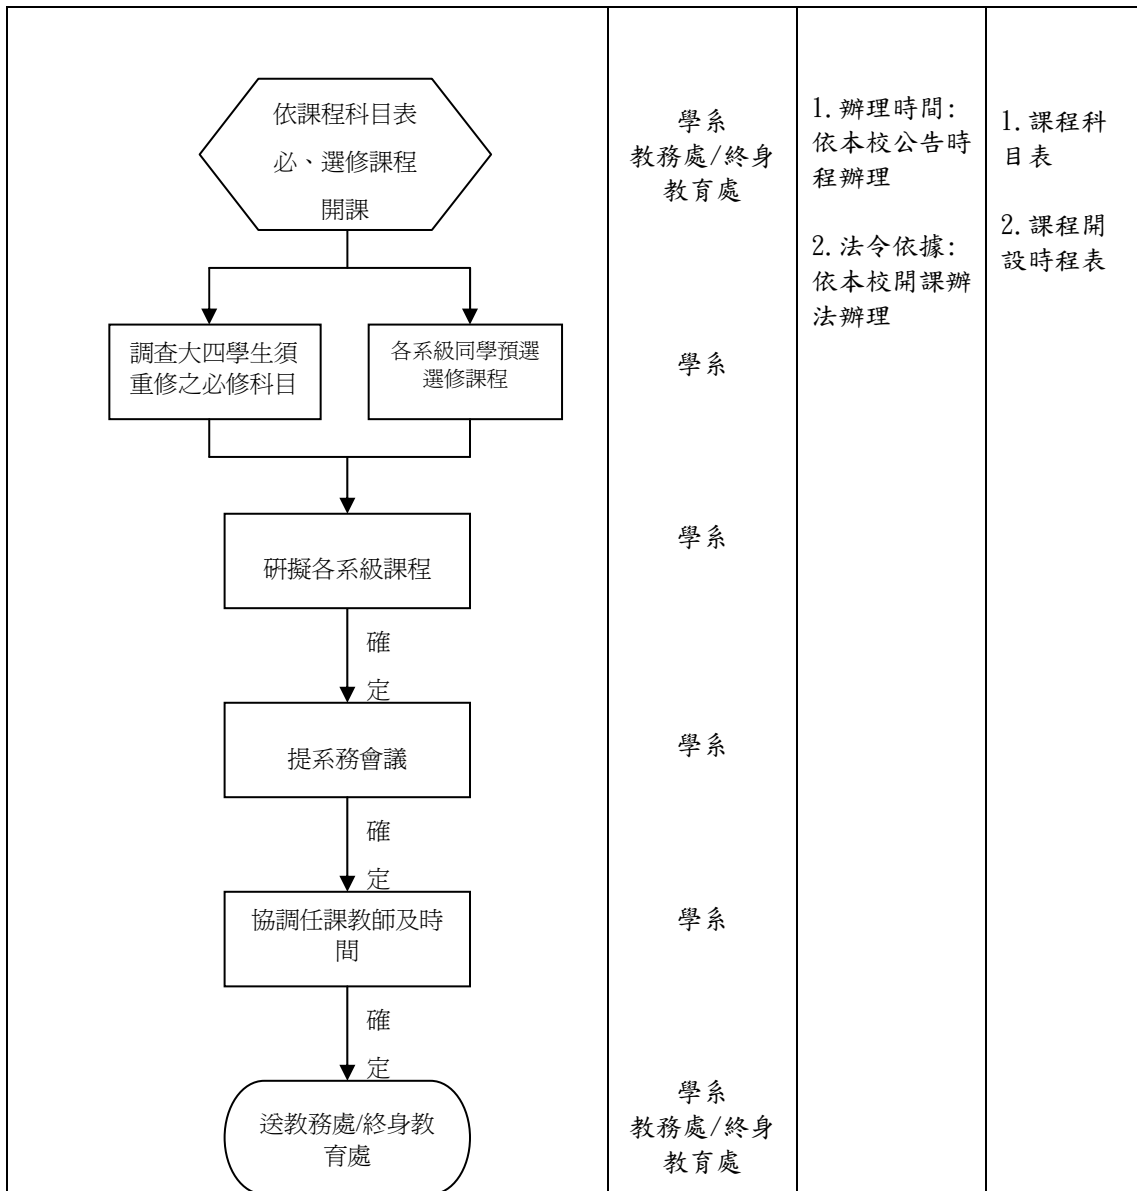 依課程科目表
必、選修課程
開課
學系
教務處/終身
教育處
1.辦理時間:
依本校公告時
程辦理
2.法令依據:
依本校開課辦
法辦理
1.課程科
目表
2.課程開
設時程表
調查大四學生須
重修之必修科目
各系級同學預選
選修課程
學系
研擬各系級課程
學系
確
定
提系務會議
學系
確
定
協調任課教師及時
間
學系
確
定
送教務處/終身教
育處
學系
教務處/終身
教育處